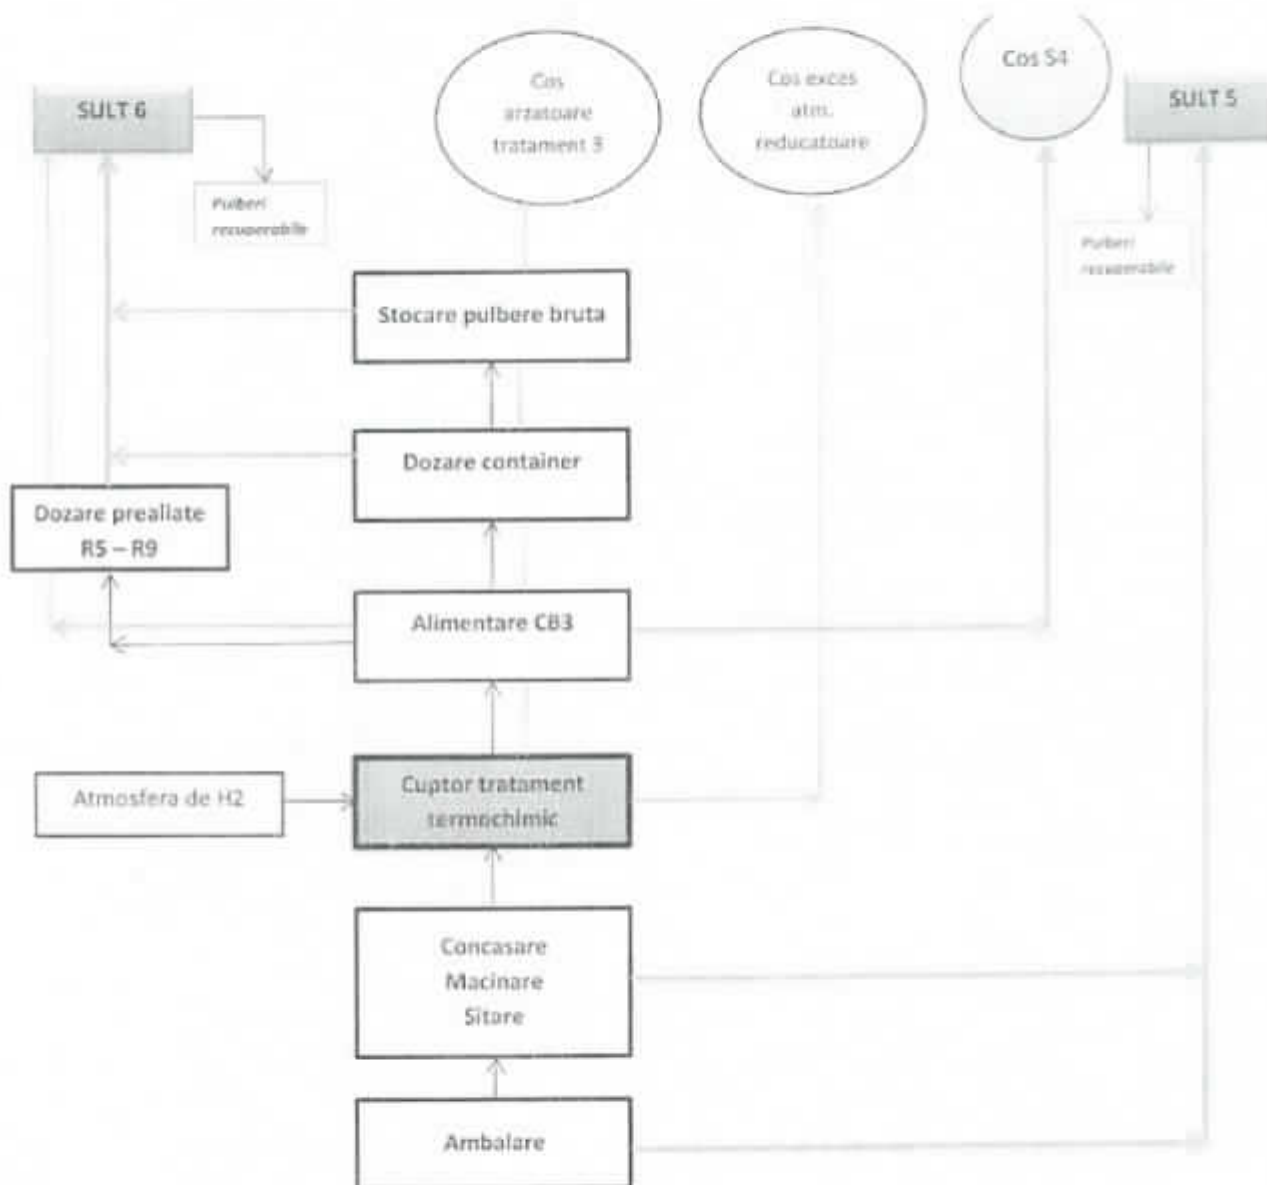 Cos S4
Cos
arzatoare
tratament 3
Cos exces
atm.
reducatoare
SULT 6
SULT 5
Pulberi
recuperabile
Pulberi
recuperabile
Stocare pulbere bruta
Dozare container
Dozare prealiate
R5 – R9
Alimentare CB3
Atmosfera de H2
Cuptor tratament
termochimic
Concasare
Macinare
Sitare
Ambalare